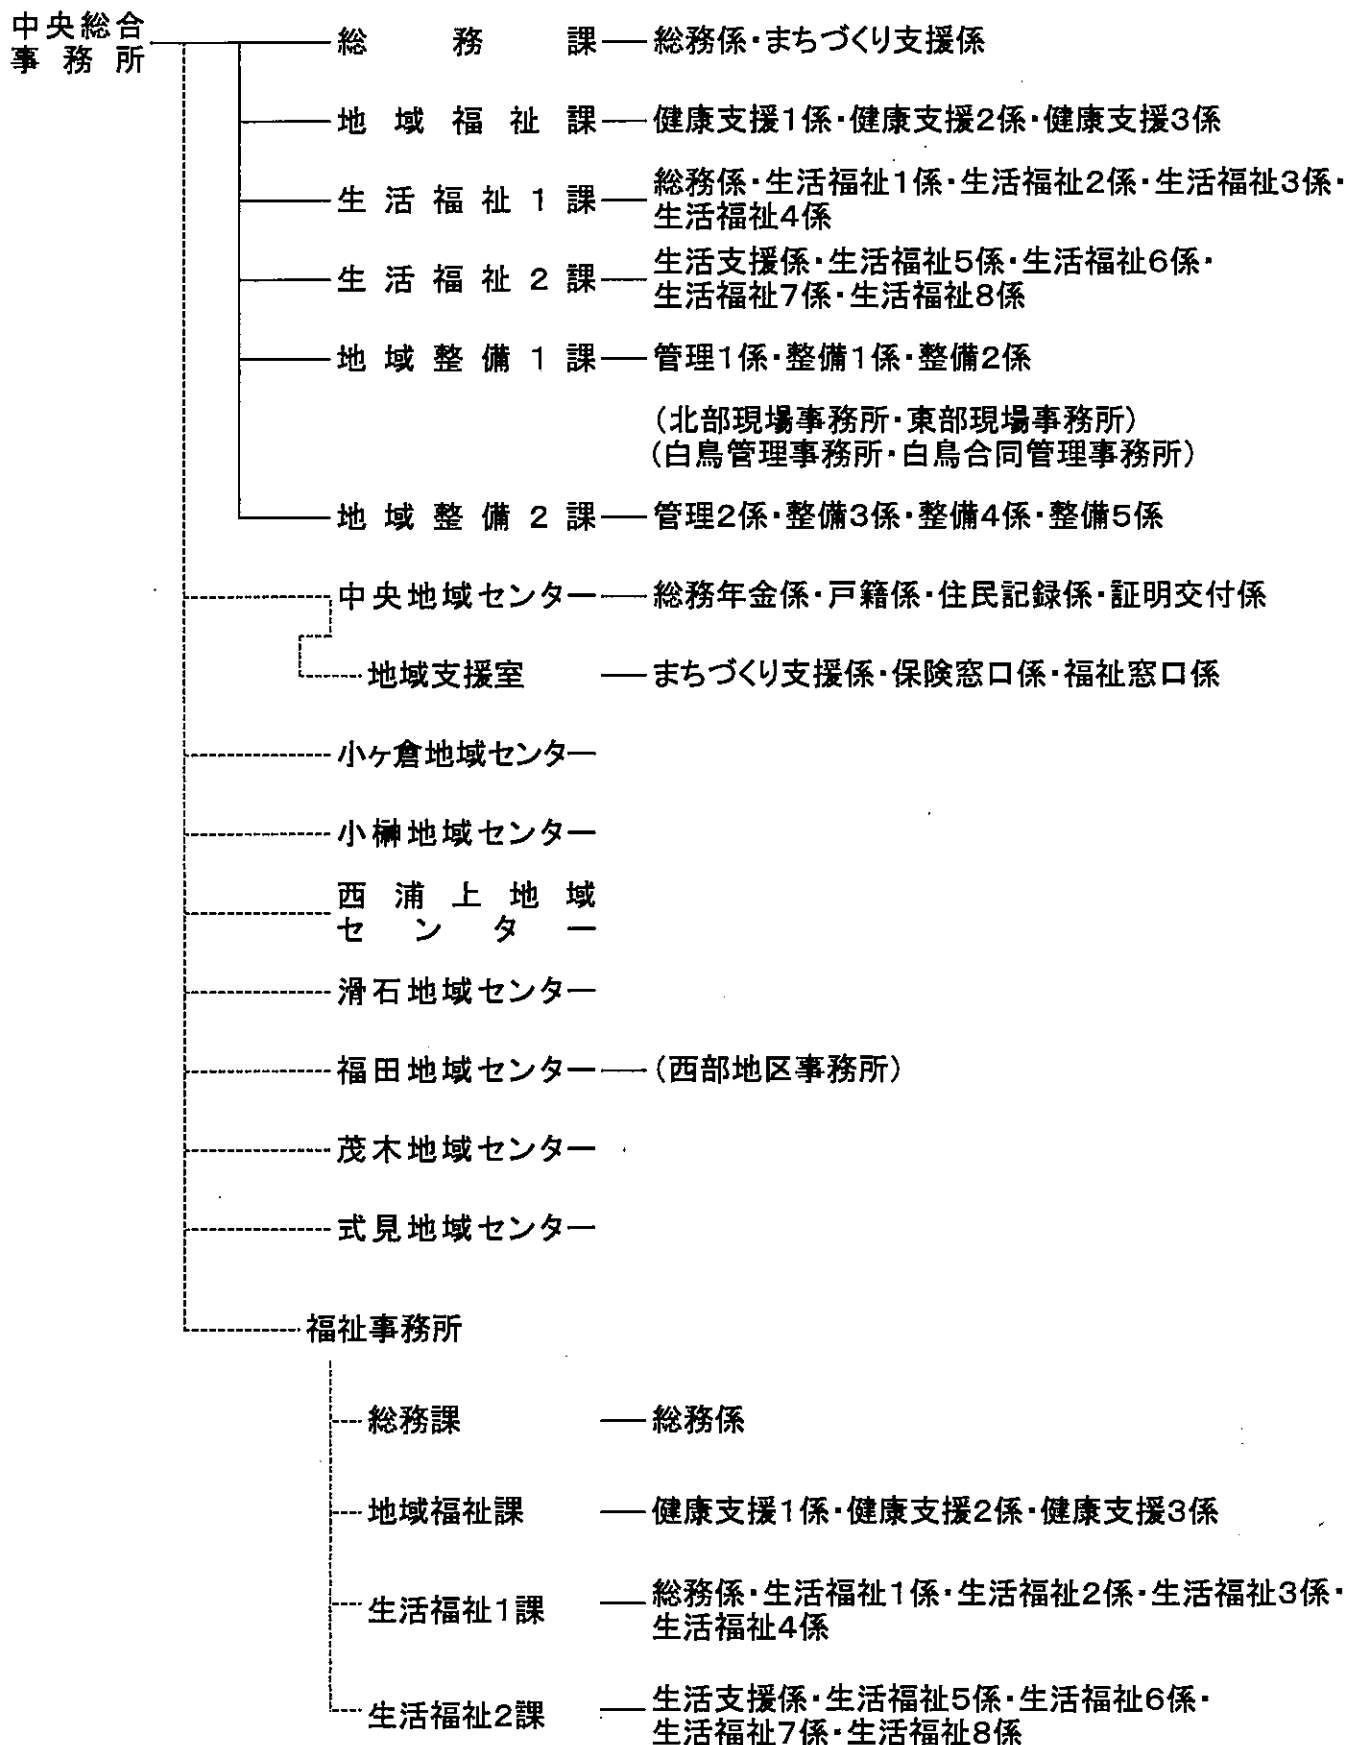 中央総合
事務所
総務課 総務係・まちづくり支援係
地域福祉課 健康支援1係・健康支援2係・健康支援3係
生活福祉1課 総務係・生活福祉1係・生活福祉2係・生活福祉3係・
生活福祉4係
生活福祉2課 生活支援係・生活福祉5係・生活福祉6係・
生活福祉7係・生活福祉8係
地域整備1課 管理1係・整備1係・整備2係
(北部現場事務所・東部現場事務所)
(白鳥管理事務所・白鳥合同管理事務所)
地域整備2課 管理2係・整備3係・整備4係・整備5係
中央地域センター 総務年金係・戸籍係・住民記録係・証明交付係
地域支援室 まちづくり支援係・保険窓口係・福祉窓口係
小ヶ倉地域センター
小榊地域センター
西浦上地域
センター
滑石地域センター
福田地域センター (西部地区事務所)
茂木地域センター
式見地域センター
福祉事務所
総務課 総務係
地域福祉課 健康支援1係・健康支援2係・健康支援3係
生活福祉1課 総務係・生活福祉1係・生活福祉2係・生活福祉3係・
生活福祉4係
生活福祉2課 生活支援係・生活福祉5係・生活福祉6係・
生活福祉7係・生活福祉8係